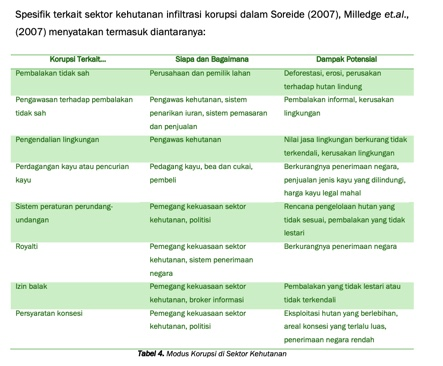 Spesifik terkait sektor kehutanan infiltrasi korupsi dalam Soreide (2007), Milledge et.al.,
(2007) menyatakan termasuk diantaranya:
Korupsi Terkait... Siapa dan Bagaimana Dampak Potensial
Pembalakan tidak sah Perusahaan dan pemilik lahan Deforestasi, erosi, perusakan
terhadap hutan lindung
Pengawasan terhadap pembalakan Pengawas kehutanan, sistem Pembalakan informal, kerusakan
tidak sah penarikan iuran, sistem pemasaran lingkungan
dan penjualan
Pengendalian lingkungan Pengawas kehutanan Nilai jasa lingkungan berkurang tidak
terkendali, kerusakan lingkungan
Perdagangan kayu atau pencurian Pedagang kayu, bea dan cukai, Berkurangnya penerimaan negara,
kayu pembeli penjualan jenis kayu yang dilindungi,
harga kayu legal mahal
Sistem peraturan perundang- Pemegang kekuasaan sektor Rencana pengelolaan hutan yang
undangan kehutanan, politisi tidak sesuai, pembalakan yang tidak
lestari
Royalti Pemegang kekuasaan sektor Berkurangnya penerimaan negara
kehutanan, sistem penerimaan
negara
Izin balak Pemegang kekuasaan sektor Pembalakan yang tidak lestari atau
kehutanan, broker informasi tidak terkendali
Persyaratan konsesi Pemegang kekuasaan sektor Eksploitasi hutan yang berlebihan,
kehutanan, politisi areal konsesi yang terlalu luas,
penerimaan negara rendah
Tabel 4. Modus Korupsi di Sektor Kehutanan